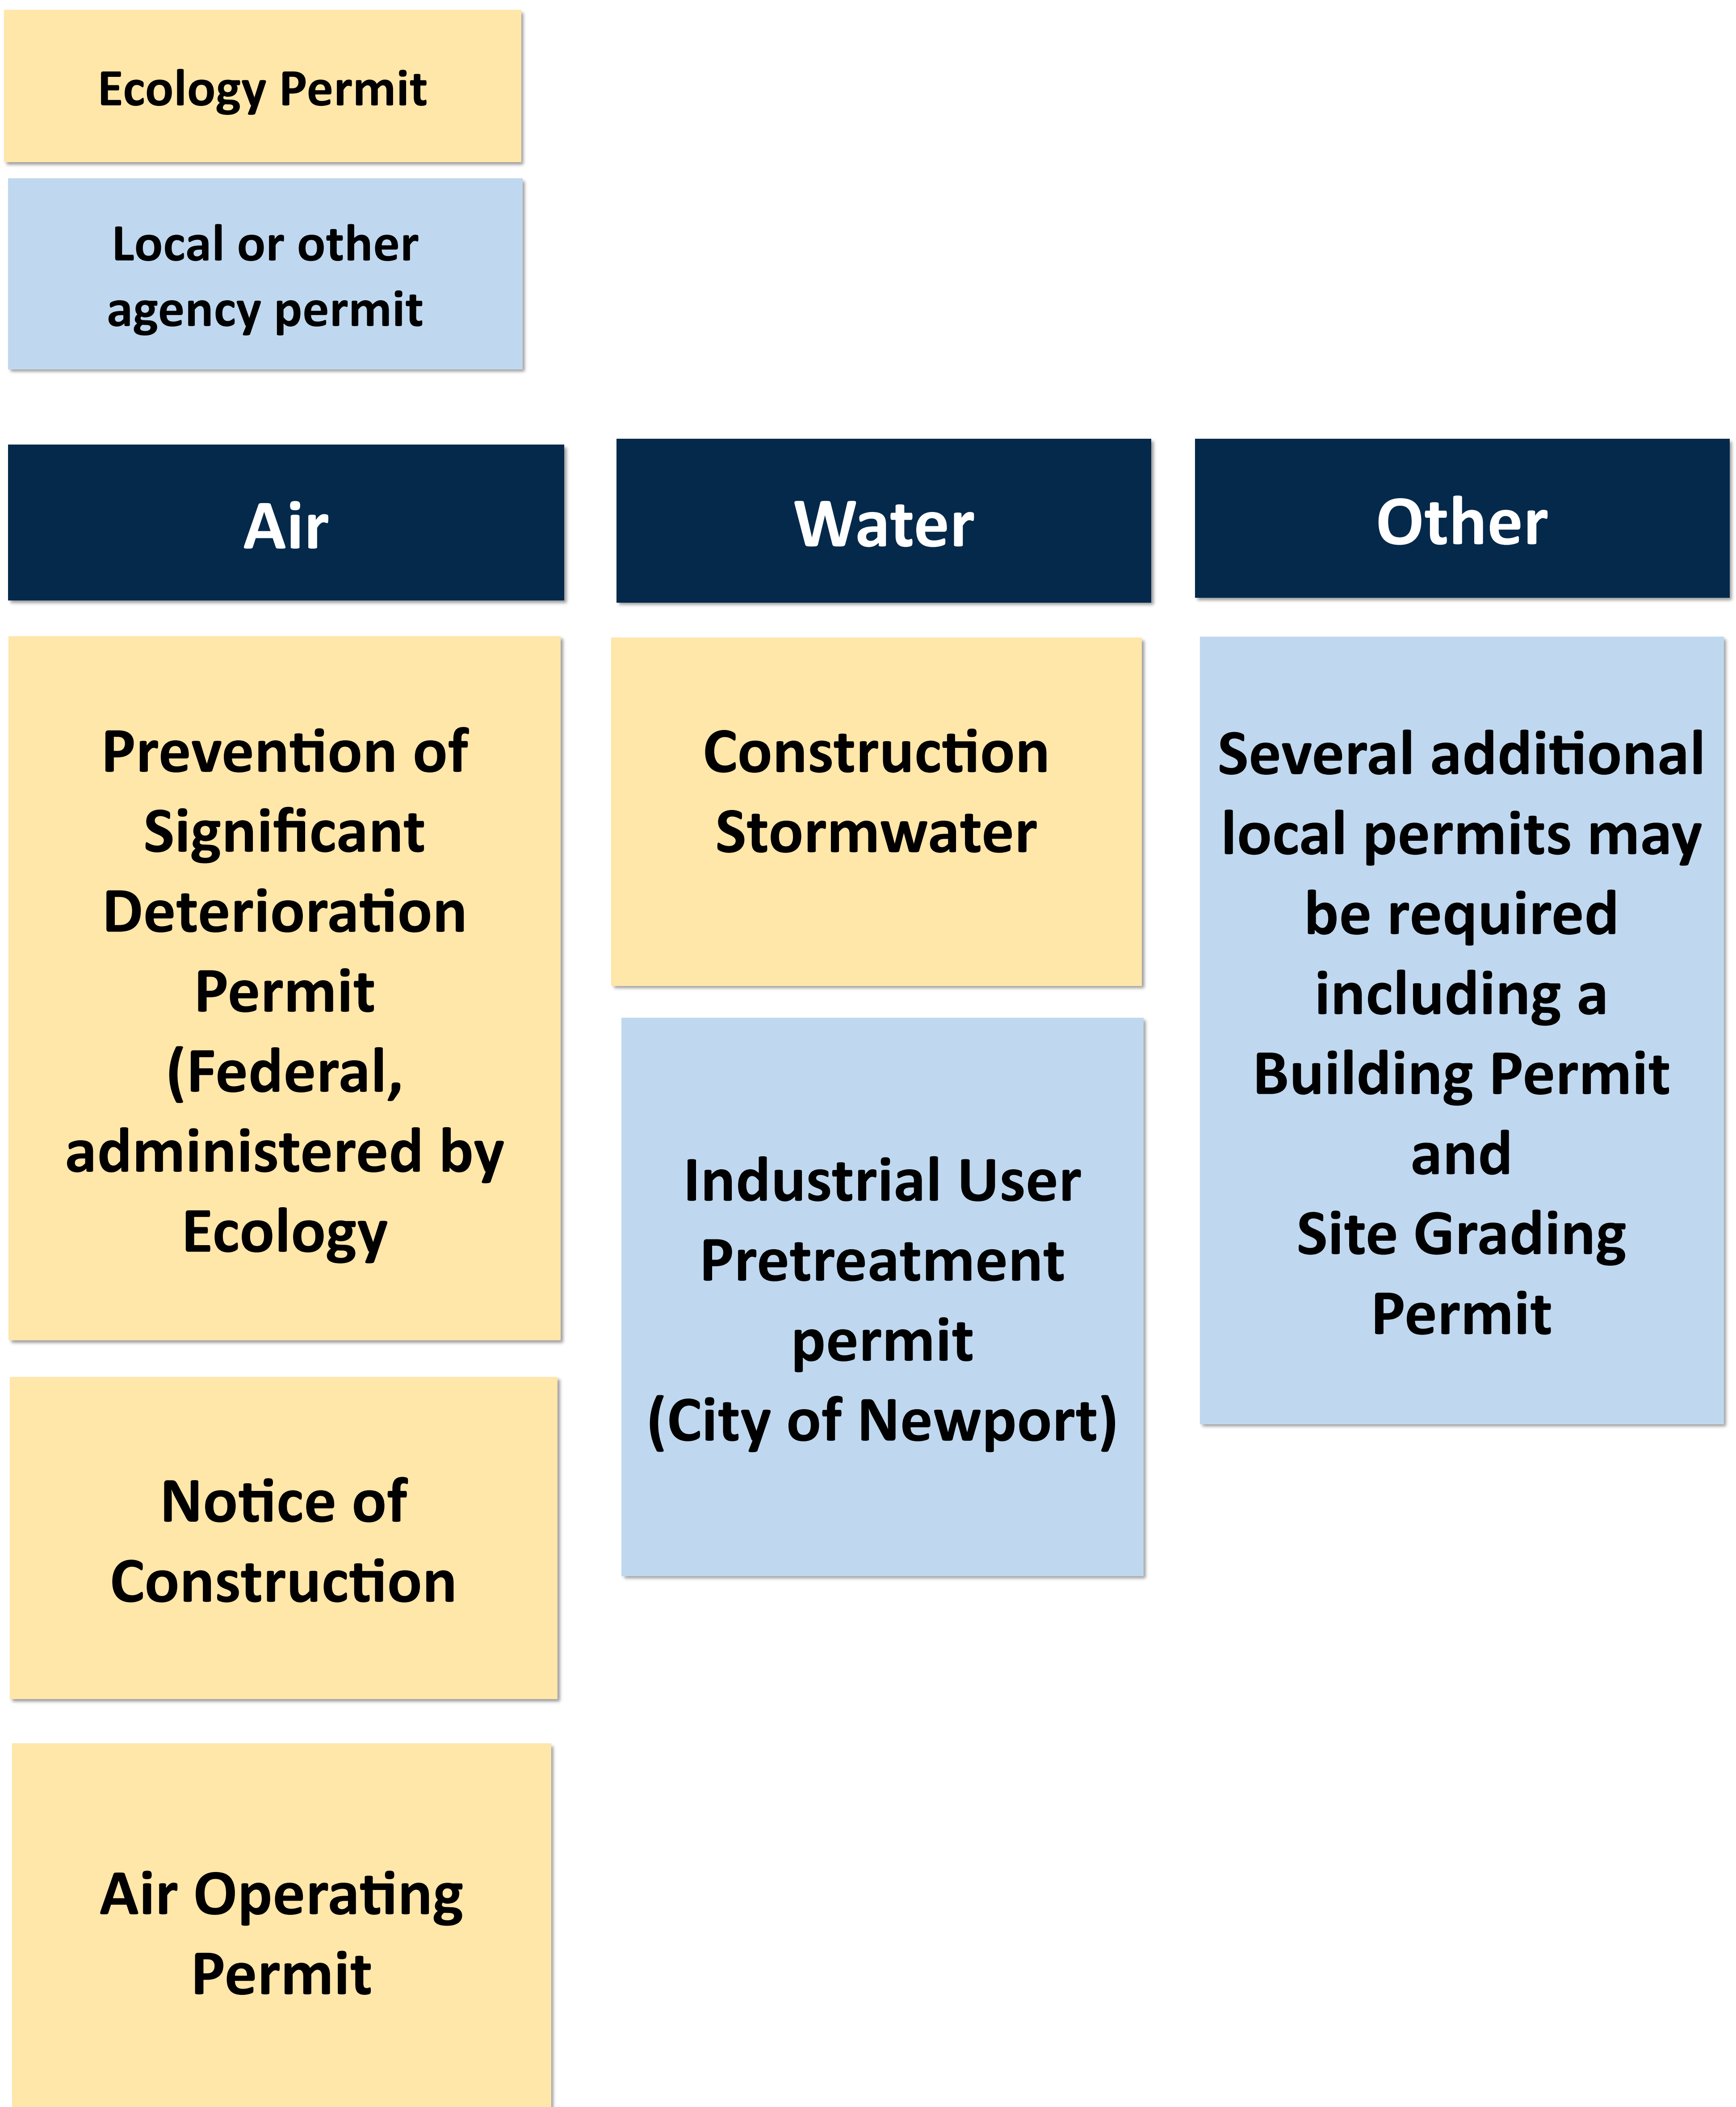 Ecology Permit
Local or other
agency permit
Air
Prevention of
Significant
Deterioration
Permit
(Federal,
administered by
Ecology
Notice of
Construction
Air Operating
Permit
Water
Construction
Stormwater
Industrial User
Pretreatment
permit
(City of Newport)
Other
Several additional
local permits may
be required
including a
Building Permit
and
Site Grading
Permit